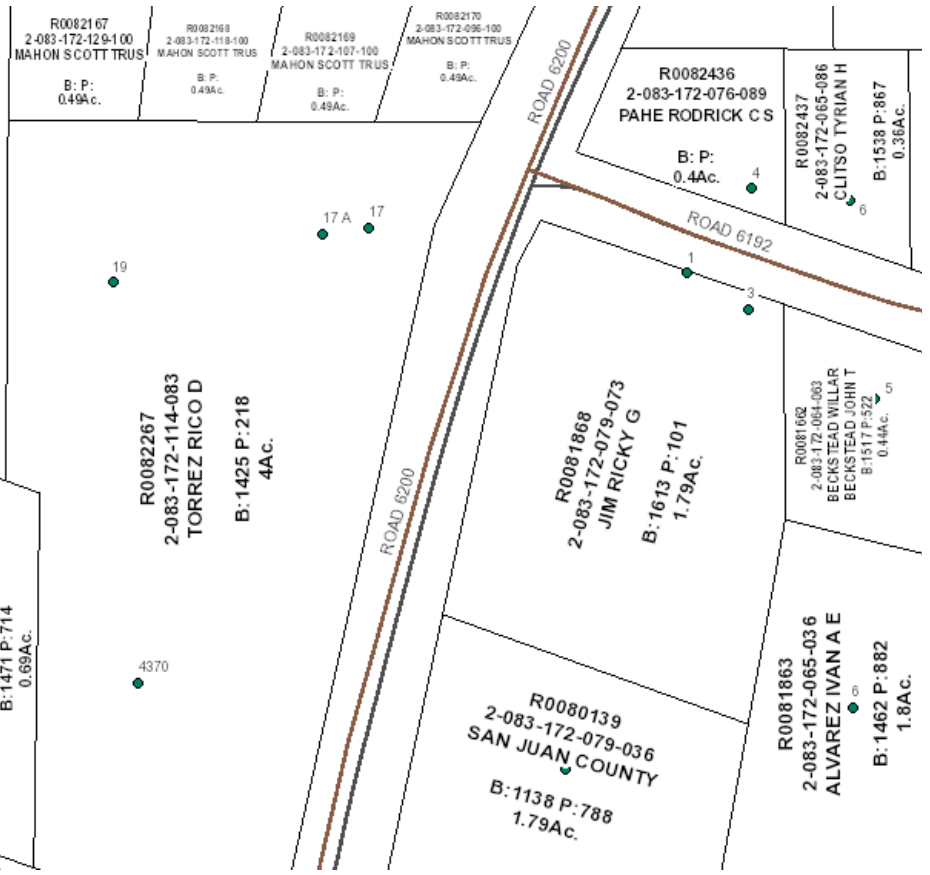 R0082167
2-083-172-129-100
MAHON SCOTT TRUS
B: P:
0.49Ac.
R0082168
2-083-172-118-100
MAHON SCOTT TRUS
B: P:
0.49Ac.
R0082169
2-083-172-107-100
MAHON SCOTT TRUS
B: P:
0.49Ac.
R0082170
2-083-172-096-100
MAHON SCOTT TRUS
B: P:
0.49Ac.
ROAD 6200
R0082436
2-083-172-076-089
PAHE RODRICK C S
B: P:
0.4Ac.
4
R0082437
2-083-172-065-086
CLITSO TYRIAN H
B:1538 P:867
0.36Ac.
6
ROAD 6192
17 A
17
19
1
3
R0082267
2-083-172-114-083
TORREZ RICO D
B:1425 P:218
4Ac.
ROAD 6200
R0081868
2-083-172-079-073
JIM RICKY G
B:1613 P:101
1.79Ac.
R0081662
2-083-172-064-063
BECKSTEAD WILLAR
BECKSTEAD JOHN T
B:1517 P:522
0.44Ac.
5
B:1471 P:714
0.69Ac.
4370
R0080139
2-083-172-079-036
SAN JUAN COUNTY
B:1138 P:788
1.79Ac.
R0081863
2-083-172-065-036
ALVAREZ IVAN A E
6
B:1462 P:882
1.8Ac.